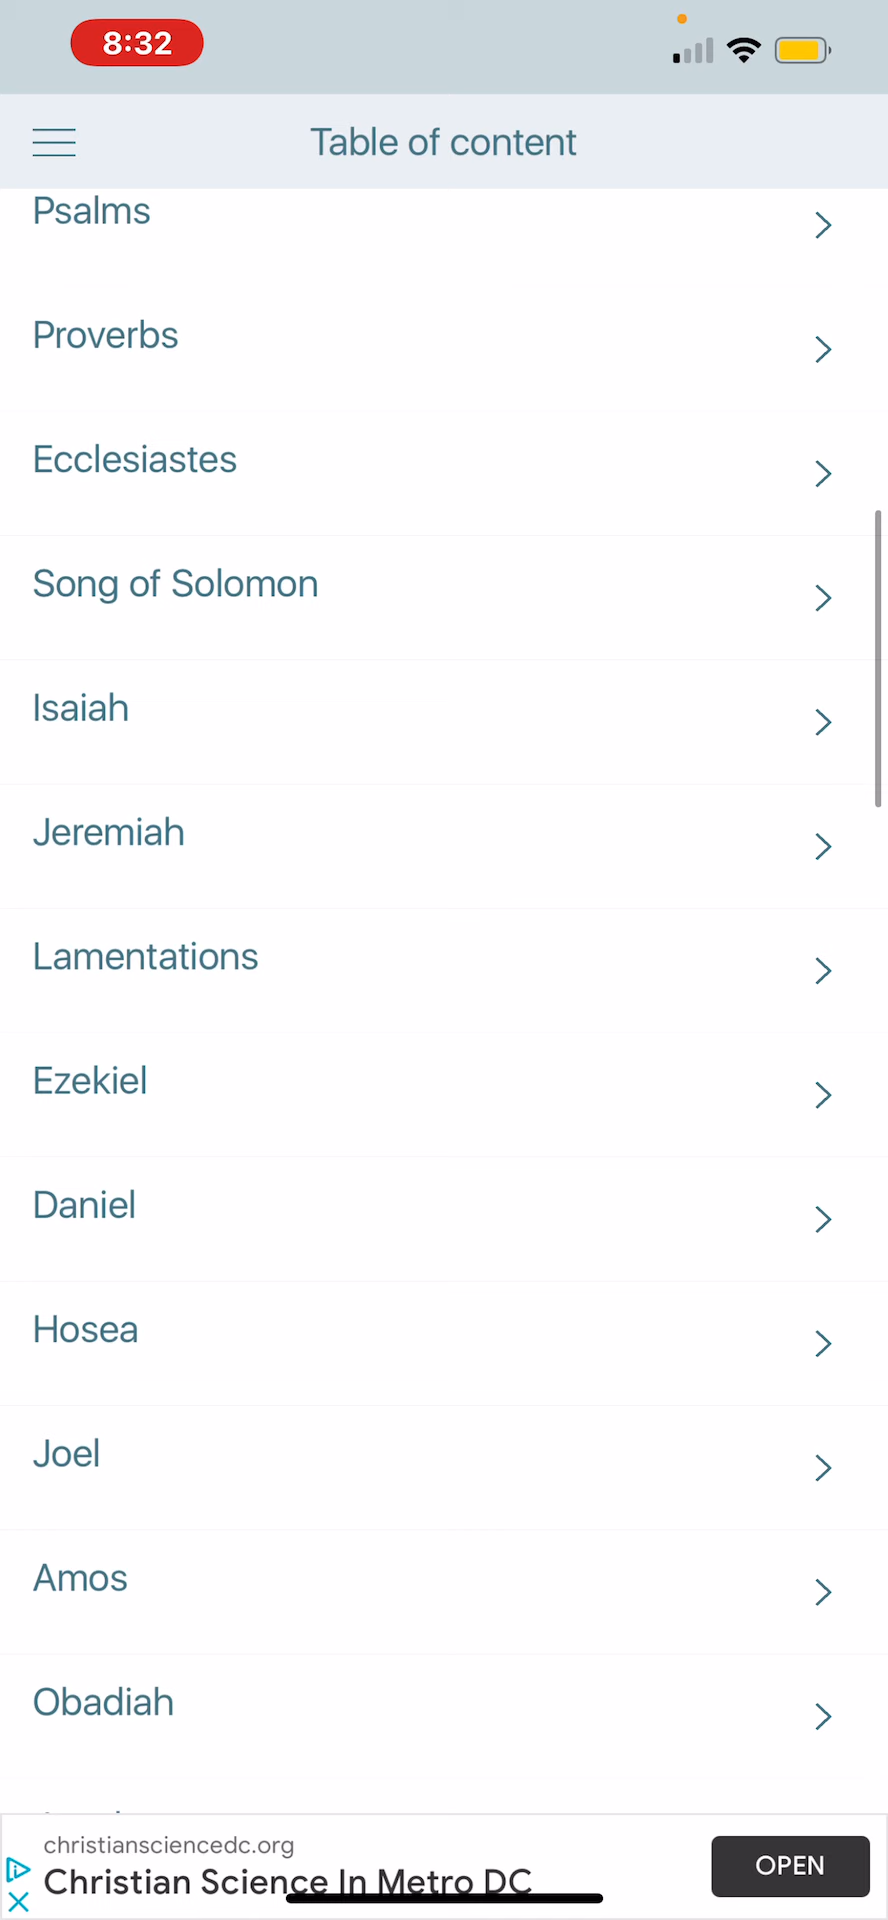 8:32
Table of content
Psalms
Proverbs
Ecclesiastes
Song of Solomon
Isaiah
Jeremiah
Lamentations
Ezekiel
Daniel
Hosea
Joel
Amos
Obadiah
christiansciencedc.org
Christian Science In Metro DC
OPEN